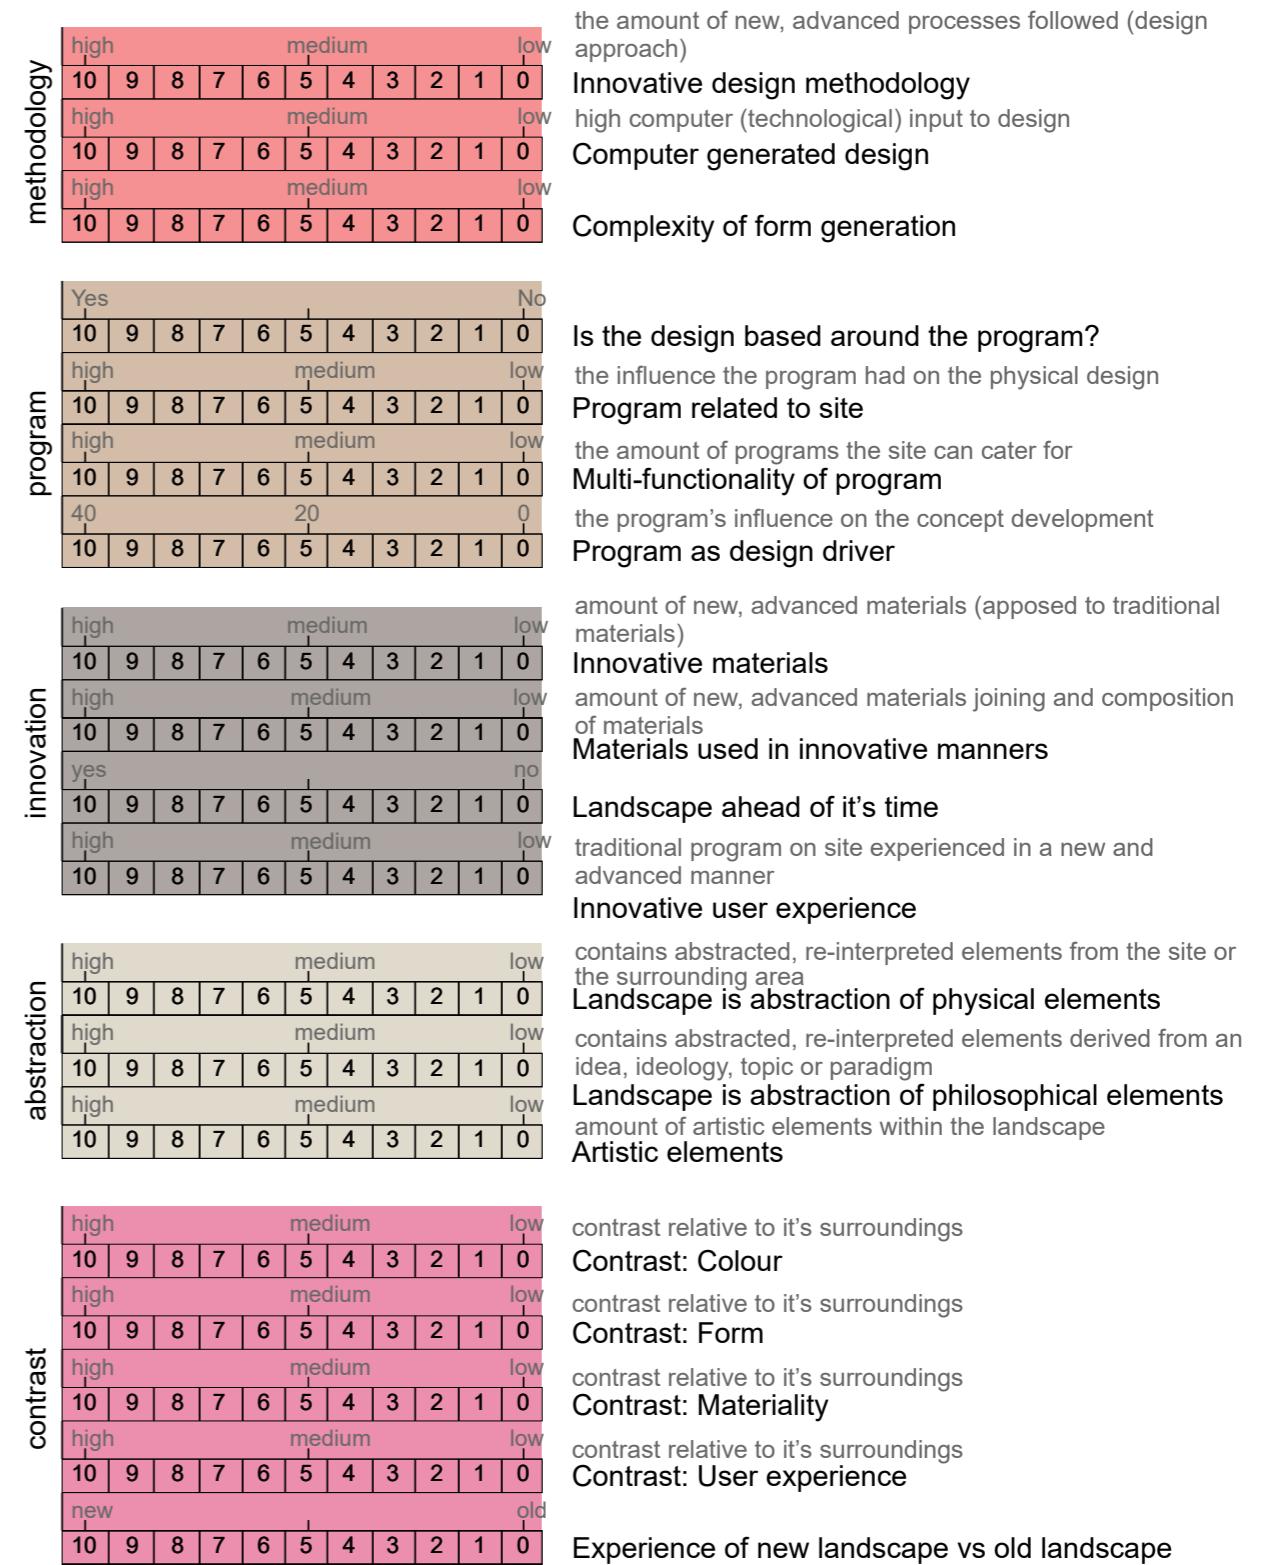 methodology
high medium low
the amount of new, advanced processes followed (design
approach)
10 9 8 7 6 5 4 3 2 1 0
Innovative design methodology
high medium low
high computer (technological) input to design
10 9 8 7 6 5 4 3 2 1 0
Computer generated design
high medium low
10 9 8 7 6 5 4 3 2 1 0
Complexity of form generation
program
Yes No
10 9 8 7 6 5 4 3 2 1 0
Is the design based around the program?
high medium low
the influence the program had on the physical design
10 9 8 7 6 5 4 3 2 1 0
Program related to site
high medium low
the amount of programs the site can cater for
10 9 8 7 6 5 4 3 2 1 0
Multi-functionality of program
40 20 0
the program's influence on the concept development
10 9 8 7 6 5 4 3 2 1 0
Program as design driver
innovation
high medium low
amount of new, advanced materials (apposed to traditional
materials)
10 9 8 7 6 5 4 3 2 1 0
Innovative materials
high medium low
amount of new, advanced materials joining and composition
of materials
10 9 8 7 6 5 4 3 2 1 0
Materials used in innovative manners
yes no
10 9 8 7 6 5 4 3 2 1 0
Landscape ahead of it's time
high medium low
traditional program on site experienced in a new and
advanced manner
10 9 8 7 6 5 4 3 2 1 0
Innovative user experience
abstraction
high medium low
contains abstracted, re-interpreted elements from the site or
the surrounding area
10 9 8 7 6 5 4 3 2 1 0
Landscape is abstraction of physical elements
high medium low
contains abstracted, re-interpreted elements derived from an
idea, ideology, topic or paradigm
10 9 8 7 6 5 4 3 2 1 0
Landscape is abstraction of philosophical elements
high medium low
amount of artistic elements within the landscape
10 9 8 7 6 5 4 3 2 1 0
Artistic elements
contrast
high medium low
contrast relative to it's surroundings
10 9 8 7 6 5 4 3 2 1 0
Contrast: Colour
high medium low
contrast relative to it's surroundings
10 9 8 7 6 5 4 3 2 1 0
Contrast: Form
high medium low
contrast relative to it's surroundings
10 9 8 7 6 5 4 3 2 1 0
Contrast: Materiality
high medium low
contrast relative to it's surroundings
10 9 8 7 6 5 4 3 2 1 0
Contrast: User experience
new old
10 9 8 7 6 5 4 3 2 1 0
Experience of new landscape vs old landscape